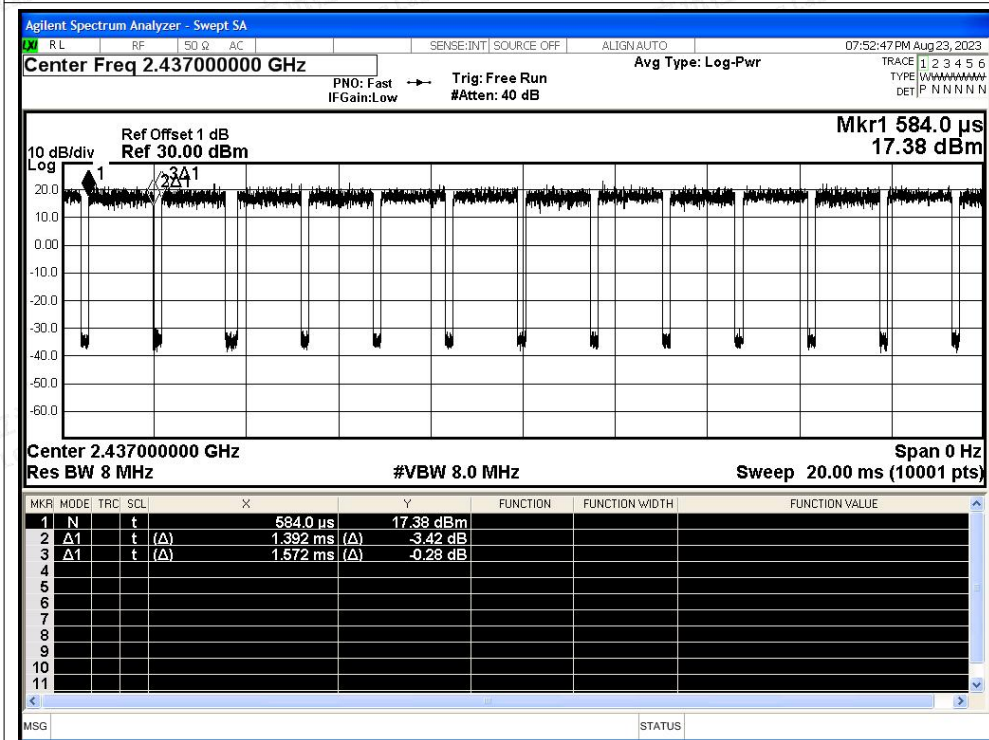 Agilent Spectrum Analyzer - Swept SA
LXI RL RF 50 Ω AC SENSE:INT SOURCE OFF ALIGN AUTO 07:52:47 PM Aug 23, 2023
Center Freq 2.437000000 GHz Avg Type: Log-Pwr TRACE 1 2 3 4 5 6
PNO: Fast Trig: Free Run TYPE W
IFGain:Low #Atten: 40 dB DET P N N N N N
Mkr1 584.0 µs
17.38 dBm
Ref Offset 1 dB
10 dB/div Ref 30.00 dBm
Log
1 3Δ1
2Δ1
20.0
10.0
0.00
-10.0
-20.0
-30.0
-40.0
-50.0
-60.0
Center 2.437000000 GHz Span 0 Hz
Res BW 8 MHz #VBW 8.0 MHz Sweep 20.00 ms (10001 pts)
MKR MODE TRC SCL X Y FUNCTION FUNCTION WIDTH FUNCTION VALUE
1 N t 584.0 µs 17.38 dBm
2 Δ1 t (Δ) 1.392 ms (Δ) -3.42 dB
3 Δ1 t (Δ) 1.572 ms (Δ) -0.28 dB
4
5
6
7
8
9
10
11
MSG STATUS